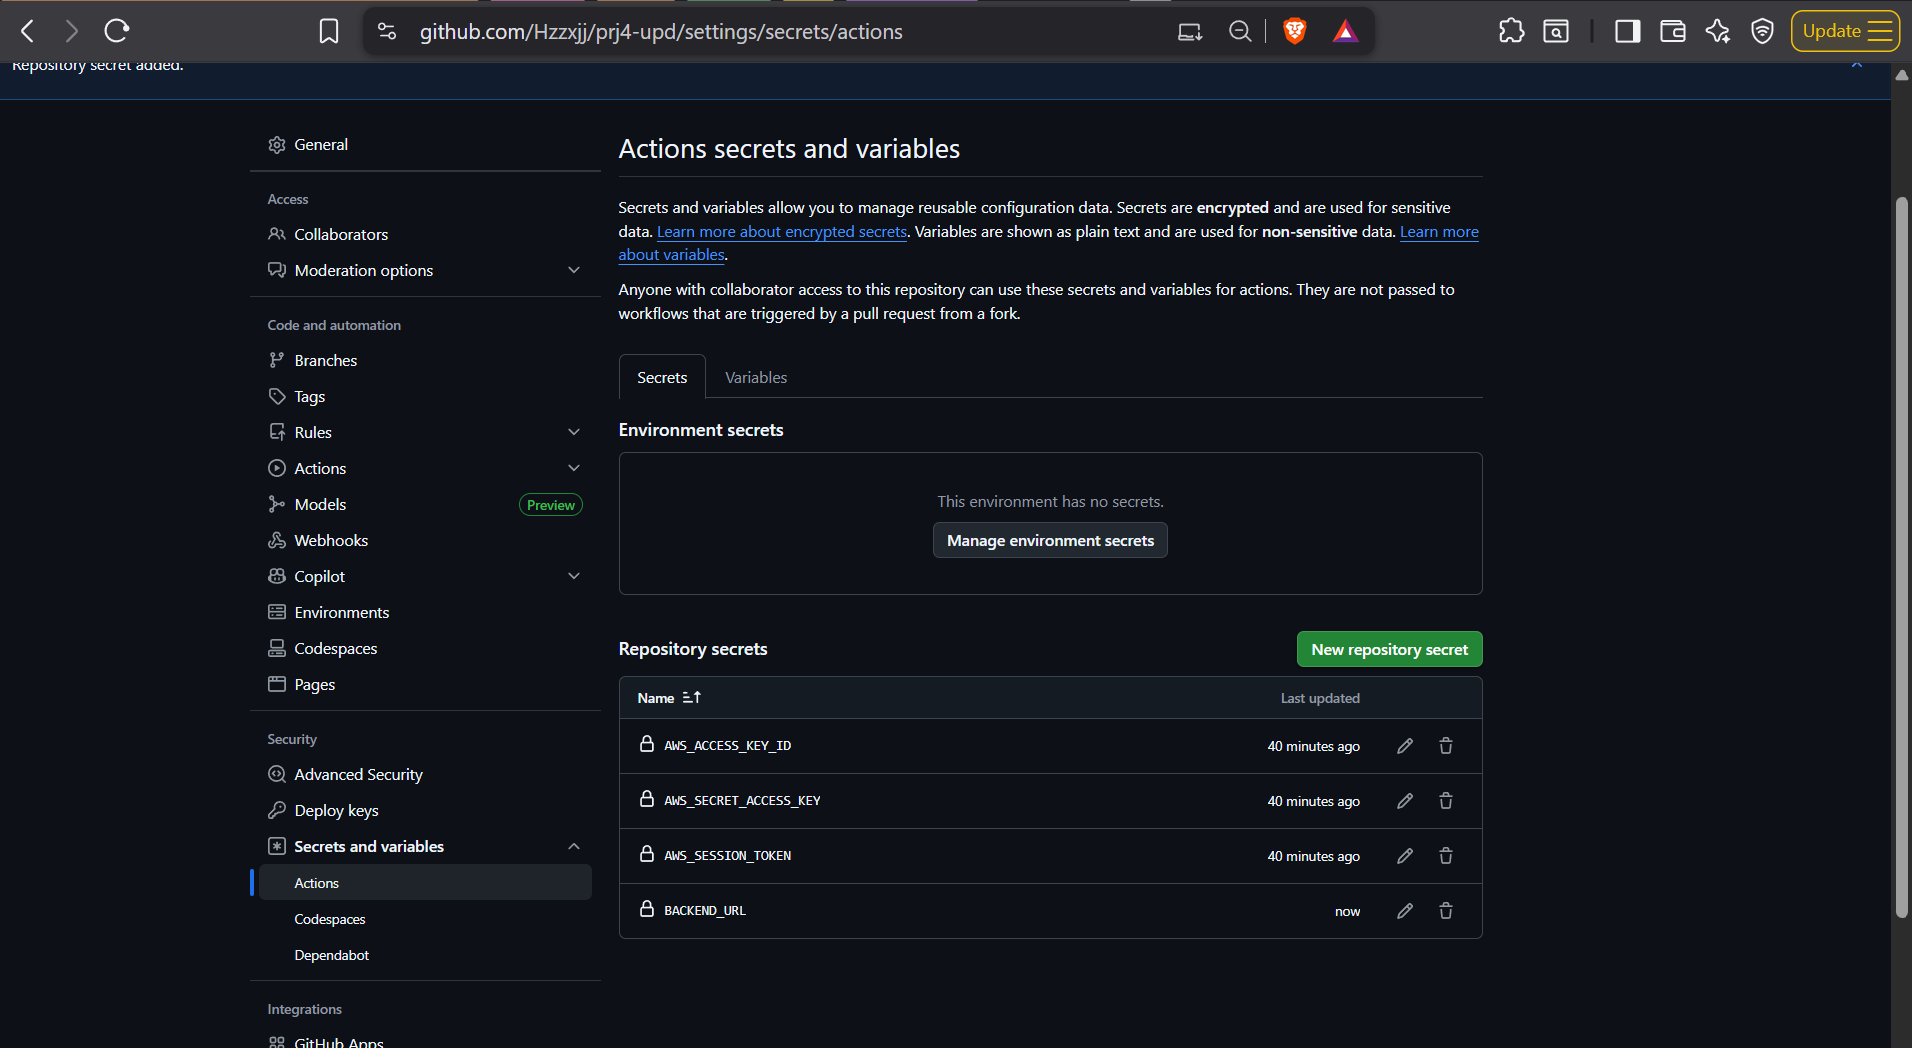 github.com/Hzzxjj/prj4-upd/settings/secrets/actions
Update
Repository secret added.
General
Access
Collaborators
Moderation options
Code and automation
Branches
Tags
Rules
Actions
Models
Preview
Webhooks
Copilot
Environments
Codespaces
Pages
Security
Advanced Security
Deploy keys
Secrets and variables
Actions
Codespaces
Dependabot
Integrations
GitHub Apps
Actions secrets and variables
Secrets and variables allow you to manage reusable configuration data. Secrets are encrypted and are used for sensitive
data. Learn more about encrypted secrets. Variables are shown as plain text and are used for non-sensitive data. Learn more
about variables.
Anyone with collaborator access to this repository can use these secrets and variables for actions. They are not passed to
workflows that are triggered by a pull request from a fork.
Secrets
Variables
Environment secrets
This environment has no secrets.
Manage environment secrets
Repository secrets
New repository secret
Name
Last updated
AWS_ACCESS_KEY_ID
40 minutes ago
AWS_SECRET_ACCESS_KEY
40 minutes ago
AWS_SESSION_TOKEN
40 minutes ago
BACKEND_URL
now